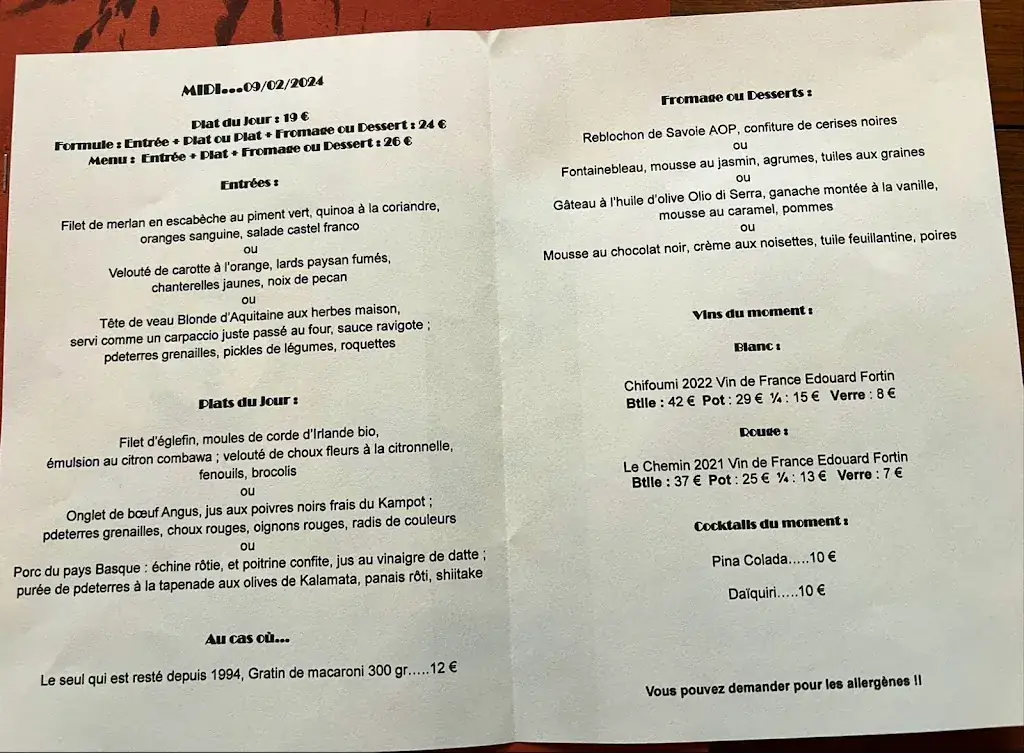 MIDI...09/02/2024
Plat du Jour : 19 €
Formule : Entrée + Plat ou Plat + Fromage ou Dessert : 24 €
Menu : Entrée + Plat + Fromage ou Dessert : 26 €
Entrées :
Filet de merlan en escabèche au piment vert, quinoa à la coriandre,
oranges sanguine, salade castel franco
ou
Velouté de carotte à l'orange, lards paysan fumés,
chanterelles jaunes, noix de pecan
ou
Tête de veau Blonde d'Aquitaine aux herbes maison,
servi comme un carpaccio juste passé au four, sauce ravigote ;
pdeterres grenailles, pickles de légumes, roquettes
Plats du Jour :
Filet d'églefin, moules de corde d'Irlande bio,
émulsion au citron combawa ; velouté de choux fleurs à la citronnelle,
fenouils, brocolis
ou
Onglet de bœuf Angus, jus aux poivres noirs frais du Kampot ;
pdeterres grenailles, choux rouges, oignons rouges, radis de couleurs
ou
Porc du pays Basque : échine rôtie, et poitrine confite, jus au vinaigre de datte ;
purée de pdeterres à la tapenade aux olives de Kalamata, panais rôti, shiitake
Au cas où...
Le seul qui est resté depuis 1994, Gratin de macaroni 300 gr.....12 €
Fromage ou Desserts :
Reblochon de Savoie AOP, confiture de cerises noires
ou
Fontainebleau, mousse au jasmin, agrumes, tuiles aux graines
ou
Gâteau à l'huile d'olive Olio di Serra, ganache montée à la vanille,
mousse au caramel, pommes
ou
Mousse au chocolat noir, crème aux noisettes, tuile feuillantine, poires
Vins du moment :
Blanc :
Chifoumi 2022 Vin de France Edouard Fortin
Btlle : 42 € Pot : 29 € ¼ : 15 € Verre : 8 €
Rouge :
Le Chemin 2021 Vin de France Edouard Fortin
Btlle : 37 € Pot : 25 € ¼ : 13 € Verre : 7 €
Cocktails du moment :
Pina Colada.....10 €
Daïquiri.....10 €
Vous pouvez demander pour les allergènes !!